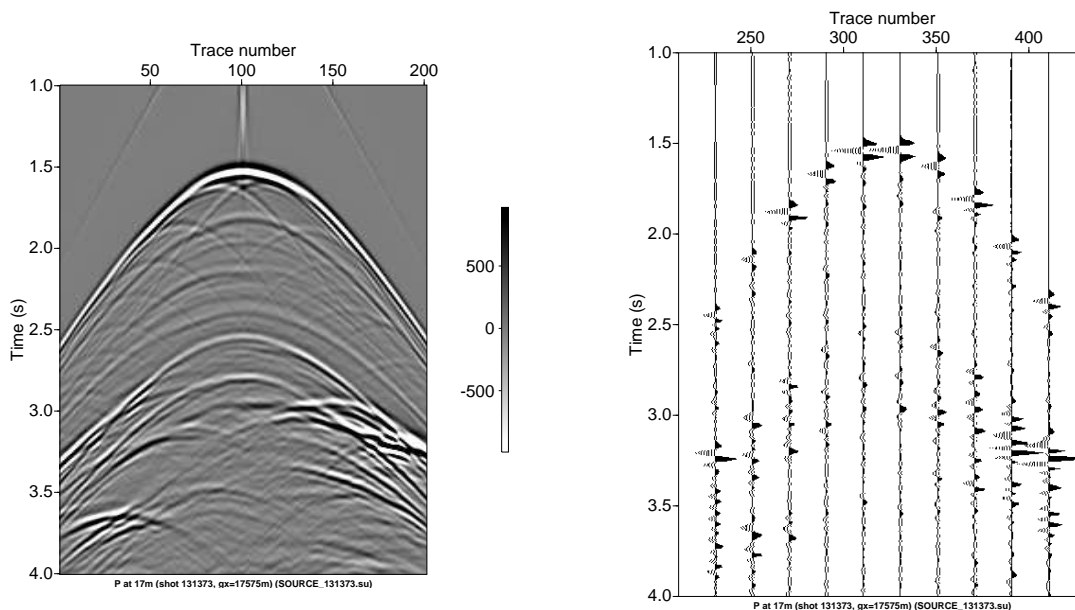 Trace number
50 100 150 200
1.0
1.5
2.0
2.5
3.0
3.5
4.0
Time (s)
P at 17m (shot 131373, gx=17575m) (SOURCE_131373.su)
500
0
-500
Trace number
250 300 350 400
1.0
1.5
2.0
2.5
3.0
3.5
4.0
Time (s)
P at 17m (shot 131373, gx=17575m) (SOURCE_131373.su)